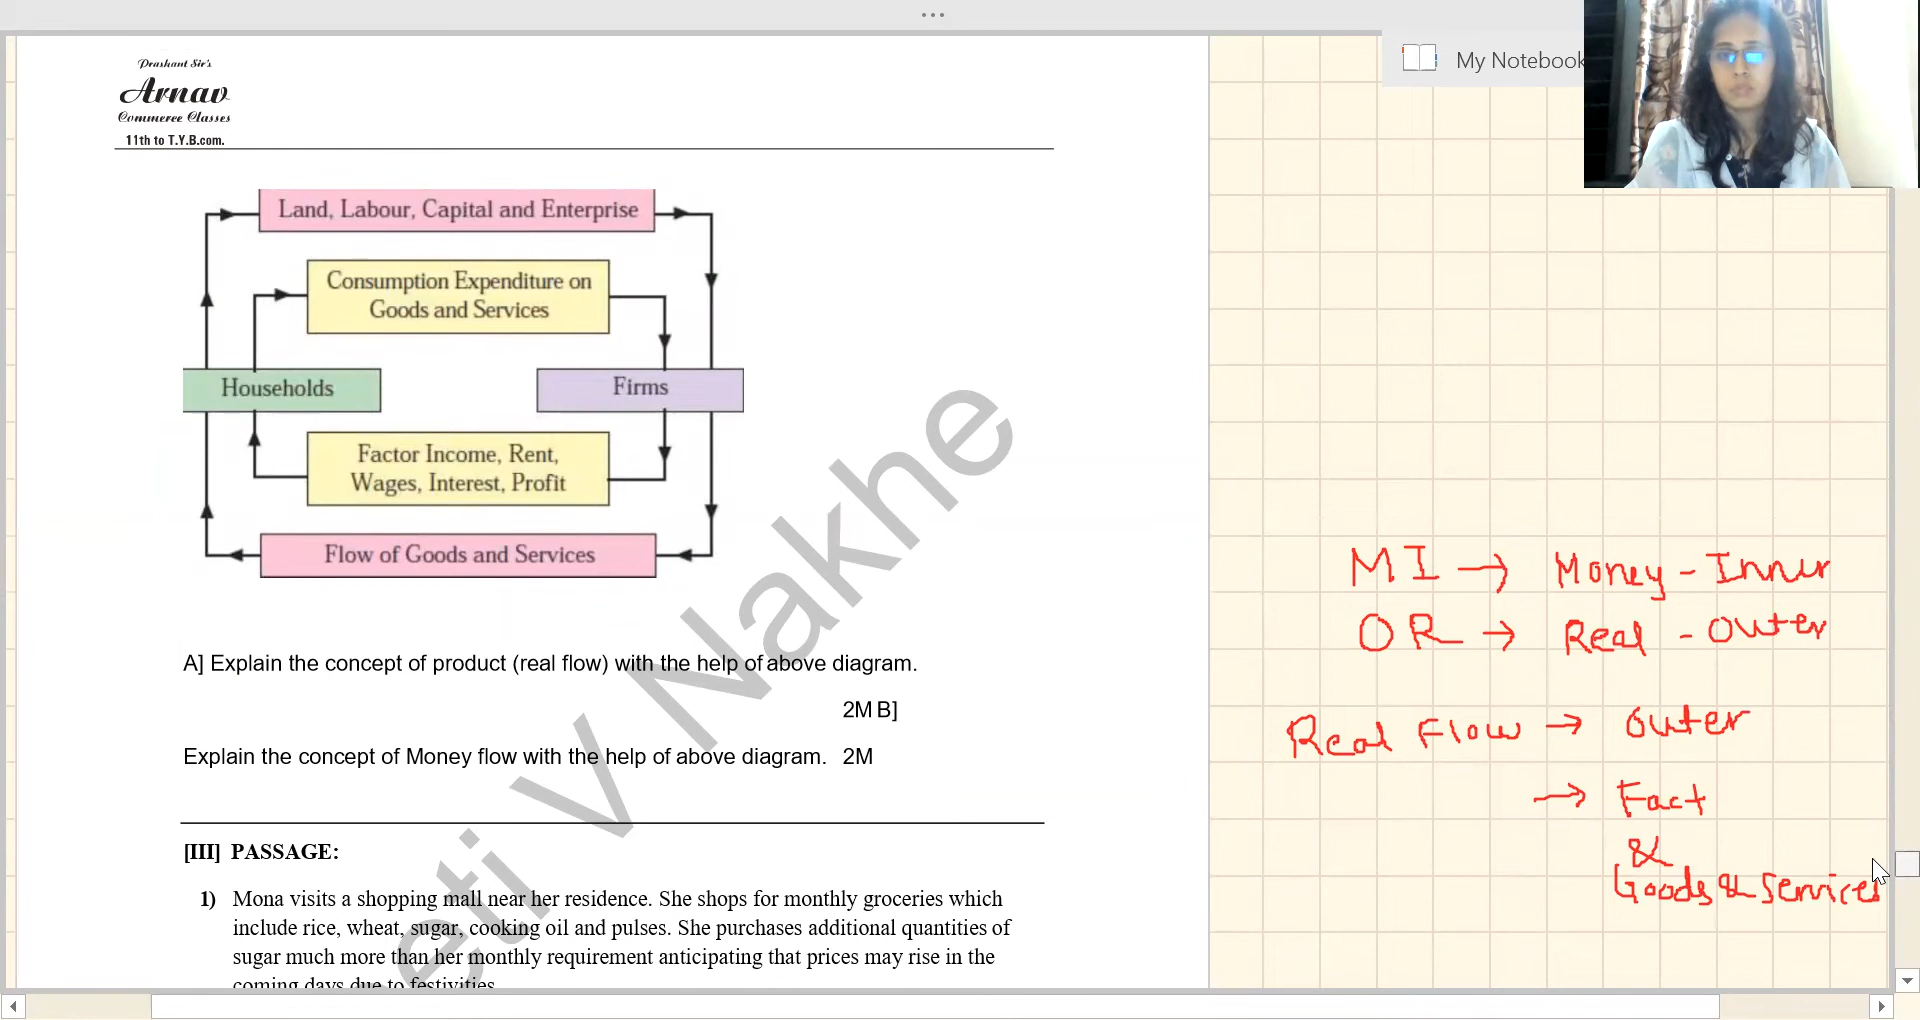 ...
My Notebook
Prashant Sir's
Arnav
Commerce Classes
11th to T.Y.B.com.
Land, Labour, Capital and Enterprise
Consumption Expenditure on
Goods and Services
Households
Firms
Factor Income, Rent,
Wages, Interest, Profit
Flow of Goods and Services
A] Explain the concept of product (real flow) with the help of above diagram.
2M B]
Explain the concept of Money flow with the help of above diagram. 2M
[III] PASSAGE:
1) Mona visits a shopping mall near her residence. She shops for monthly groceries which
include rice, wheat, sugar, cooking oil and pulses. She purchases additional quantities of
sugar much more than her monthly requirement anticipating that prices may rise in the
coming days due to festivities.
eti V Nakhe
MI → Money - Inner
OR → Real - Outer
Real Flow → Outer
→ Fact
&
Goods & Services